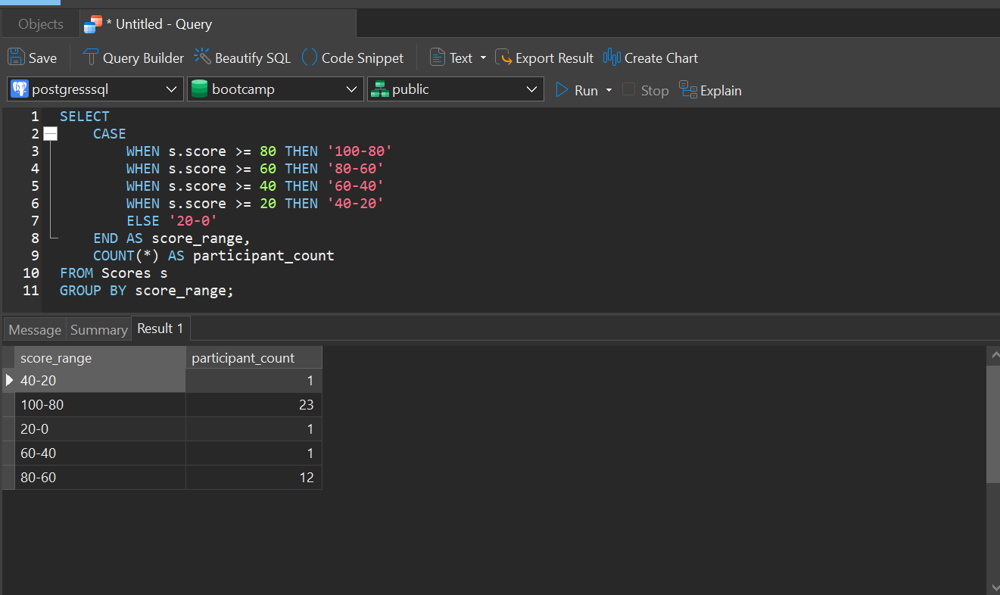 Objects * Untitled - Query
Save Query Builder Beautify SQL Code Snippet Text Export Result Create Chart
postgresssql bootcamp public Run Stop Explain
1 SELECT
2 CASE
3 WHEN s.score >= 80 THEN '100-80'
4 WHEN s.score >= 60 THEN '80-60'
5 WHEN s.score >= 40 THEN '60-40'
6 WHEN s.score >= 20 THEN '40-20'
7 ELSE '20-0'
8 END AS score_range,
9 COUNT(*) AS participant_count
10 FROM Scores s
11 GROUP BY score_range;
Message Summary Result 1
score_range participant_count
40-20 1
100-80 23
20-0 1
60-40 1
80-60 12